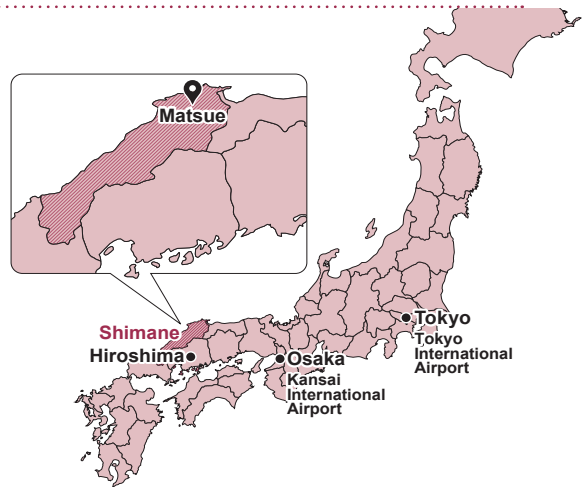 Matsue
Shimane
Hiroshima
Osaka
Kansai
International
Airport
Tokyo
Tokyo
International
Airport